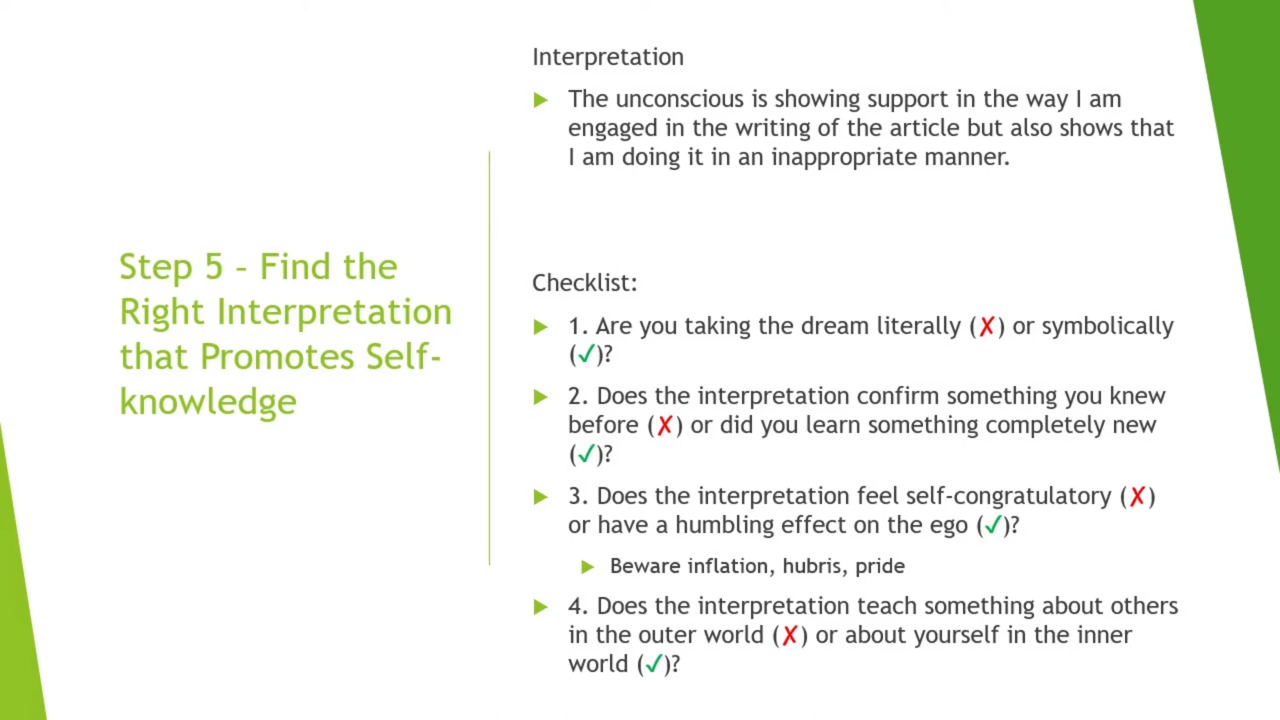 Step 5 – Find the
Right Interpretation
that Promotes Self-
knowledge
Interpretation
The unconscious is showing support in the way I am
engaged in the writing of the article but also shows that
I am doing it in an inappropriate manner.
Checklist:
1. Are you taking the dream literally (✗) or symbolically
(✓)?
2. Does the interpretation confirm something you knew
before (✗) or did you learn something completely new
(✓)?
3. Does the interpretation feel self-congratulatory (✗)
or have a humbling effect on the ego (✓)?
Beware inflation, hubris, pride
4. Does the interpretation teach something about others
in the outer world (✗) or about yourself in the inner
world (✓)?